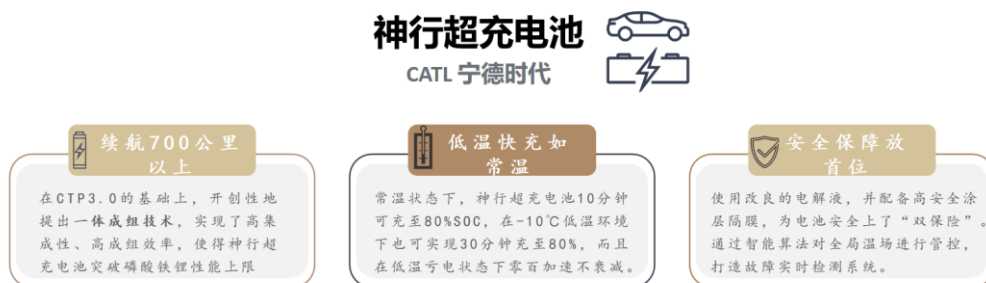 神行超充电池
CATL 宁德时代
续航700公里
以上
在CTP3.0的基础上，开创性地
提出一体成组技术，实现了高集
成性、高成组效率，使得神行超
充电池突破磷酸铁锂性能上限
低温快充如
常温
常温状态下，神行超充电池10分钟
可充至80%SOC，在-10℃低温环境
下也可实现30分钟充至80%，而且
在低温亏电状态下零百加速不衰减。
安全保障放
首位
使用改良的电解液，并配备高安全涂
层隔膜，为电池安全上了“双保险”。
通过智能算法对全局温场进行管控，
打造故障实时检测系统。